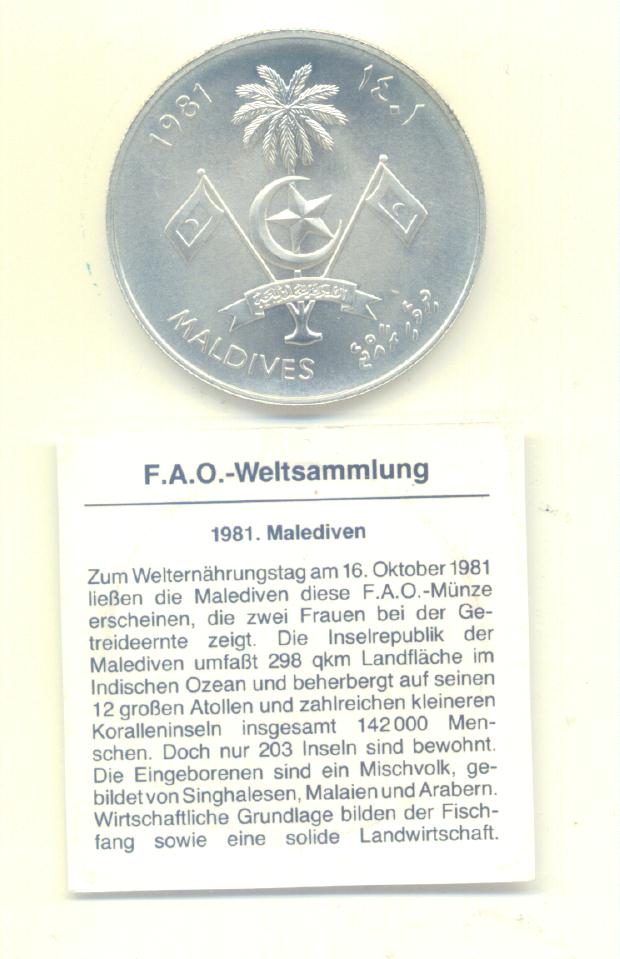 1981
١٤٠١
MALDIVES
F.A.O.-Weltsammlung
1981. Malediven
Zum Welternährungstag am 16. Oktober 1981
ließen die Malediven diese F.A.O.-Münze
erscheinen, die zwei Frauen bei der Ge-
treideernte zeigt. Die Inselrepublik der
Malediven umfaßt 298 qkm Landfläche im
Indischen Ozean und beherbergt auf seinen
12 großen Atollen und zahlreichen kleineren
Koralleninseln insgesamt 142 000 Men-
schen. Doch nur 203 Inseln sind bewohnt.
Die Eingeborenen sind ein Mischvolk, ge-
bildet von Singhalesen, Malaien und Arabern.
Wirtschaftliche Grundlage bilden der Fisch-
fang sowie eine solide Landwirtschaft.